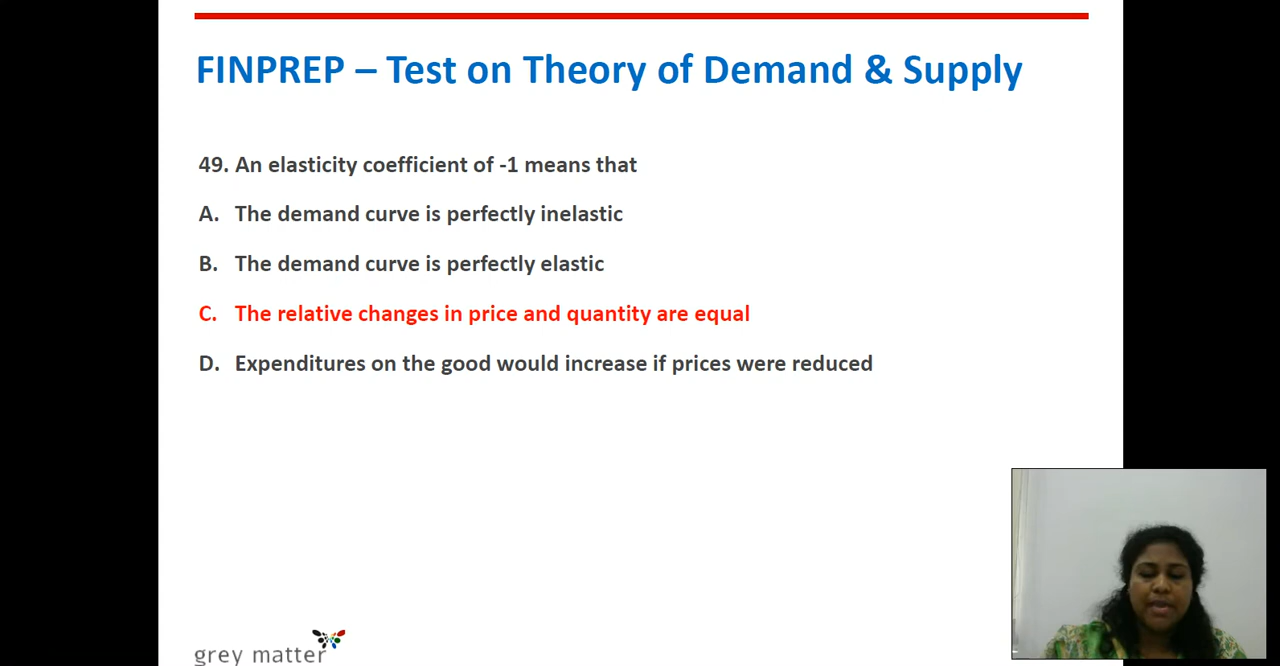 FINPREP – Test on Theory of Demand & Supply
49. An elasticity coefficient of -1 means that
A. The demand curve is perfectly inelastic
B. The demand curve is perfectly elastic
C. The relative changes in price and quantity are equal
D. Expenditures on the good would increase if prices were reduced
grey matter